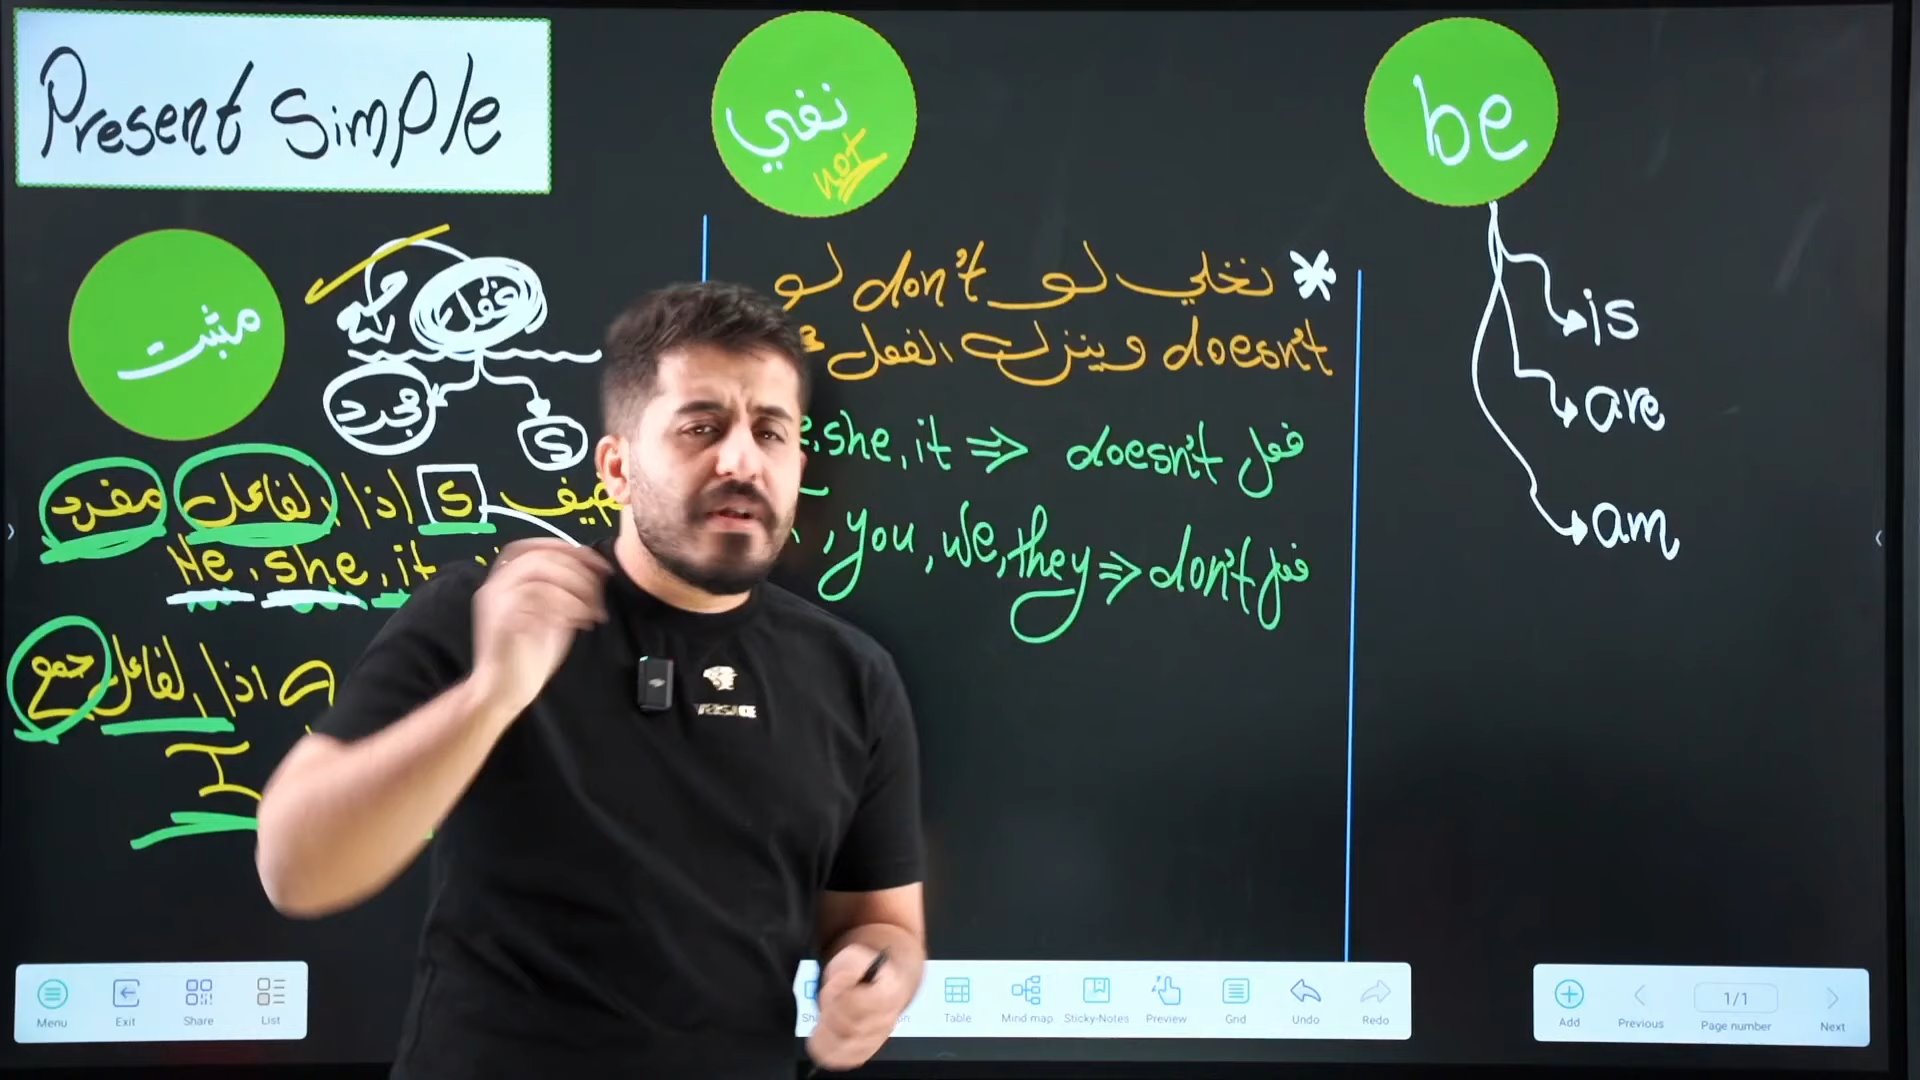 Present Simple
مثبت
فعل
مجرد
S
اذا الفاعل مفرد S
He, she, it
اذا الفاعل جمع
I
نفي
not
* نخلي لو don't لو
doesn't وينزل الفعل
she, it ⇒ doesn't فعل
, you, we, they ⇒ don't فعل
be
is
are
am
VERSACE
Menu
Exit
Share
List
Table
Mind map
Sticky-Notes
Preview
Grid
Undo
Redo
Add
Previous
1/1
Page number
Next